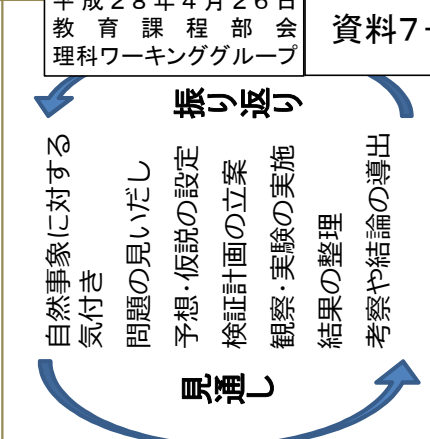 平成28年4月26日
教育課程部会
理科ワーキンググループ
資料7-
振り返り
自然事象に対する
気付き
問題の見いだし
予想・仮説の設定
検証計画の立案
観察・実験の実施
結果の整理
考察や結論の導出
見通し